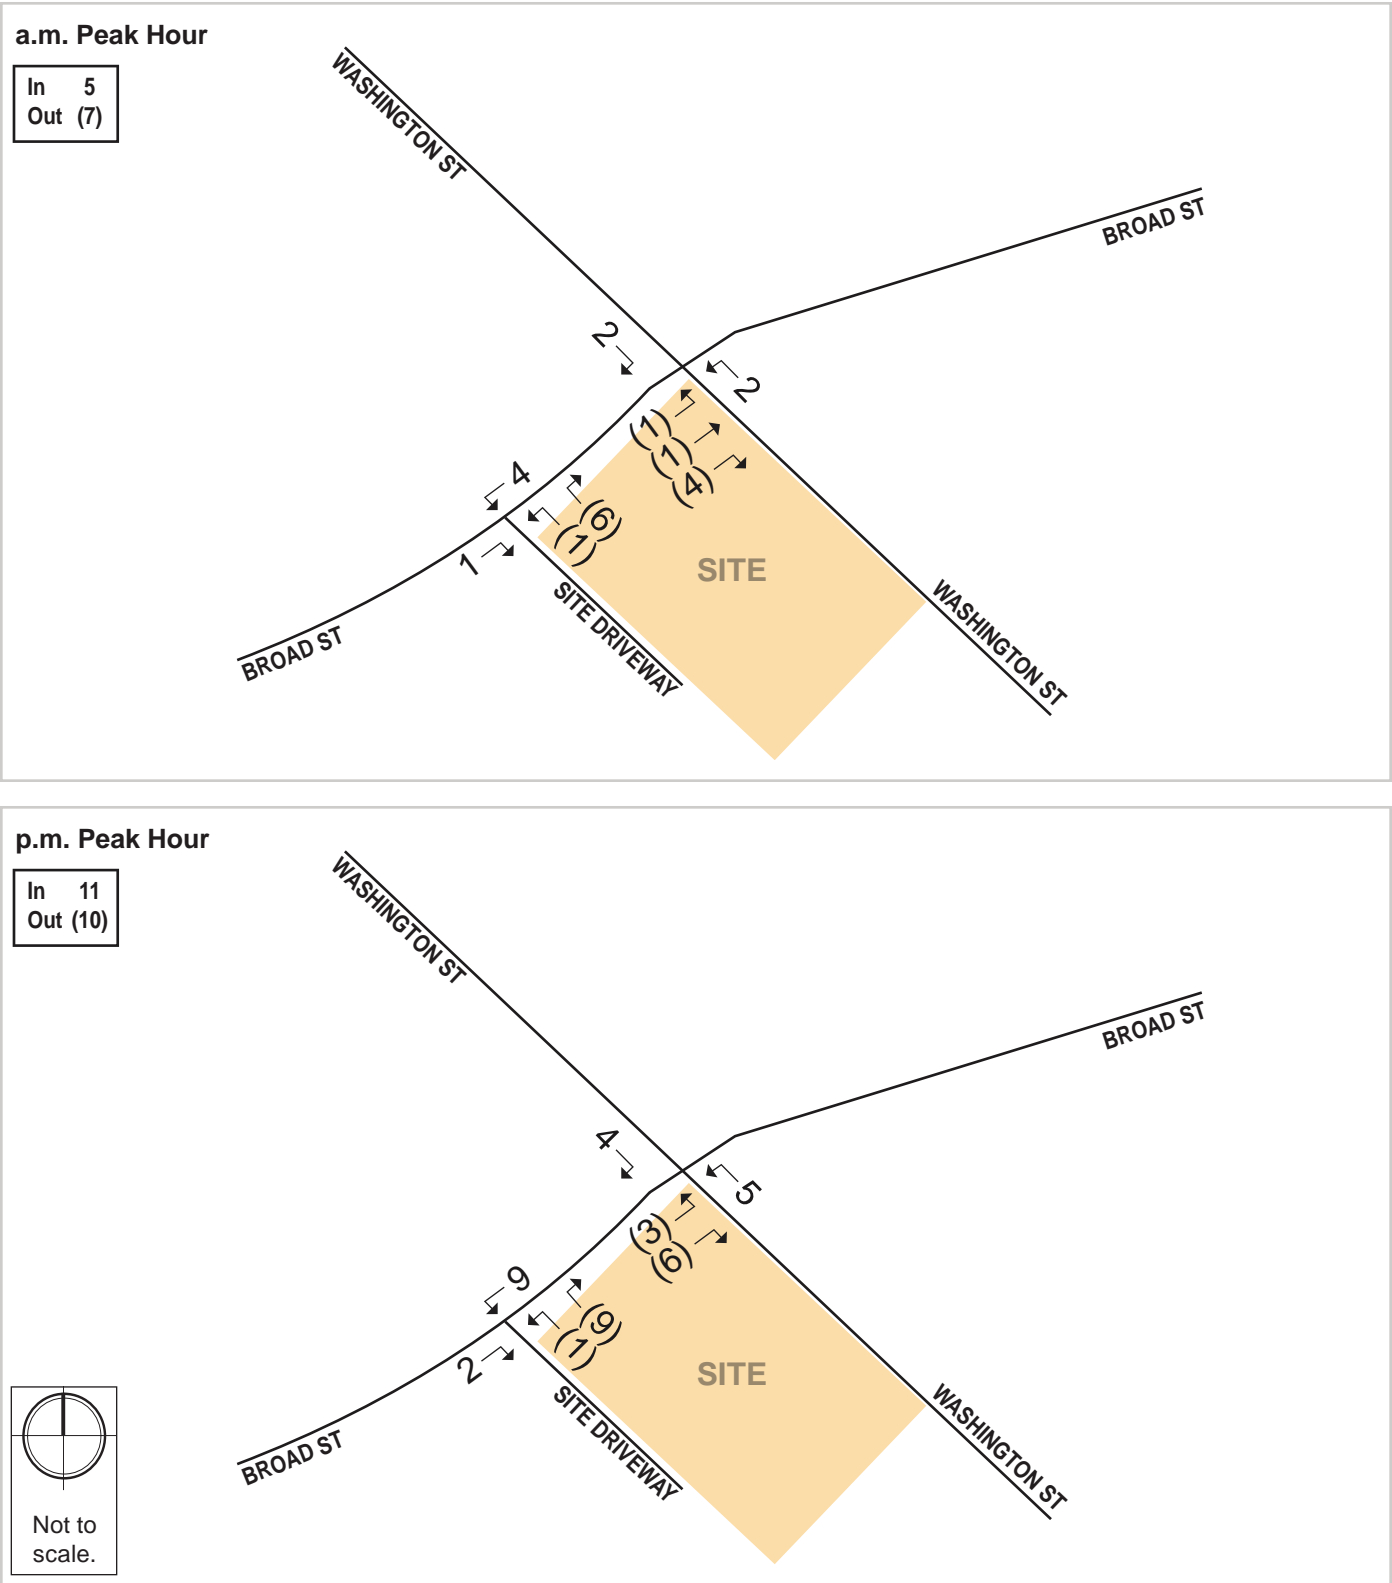 a.m. Peak Hour
In 5
Out (7)
WASHINGTON ST
BROAD ST
2
2
(1)
(1)
(4)
4
(6)
(1)
1
SITE
SITE DRIVEWAY
WASHINGTON ST
BROAD ST
p.m. Peak Hour
In 11
Out (10)
WASHINGTON ST
BROAD ST
4
5
(3)
(6)
9
(9)
(1)
2
SITE
SITE DRIVEWAY
WASHINGTON ST
BROAD ST
Not to
scale.